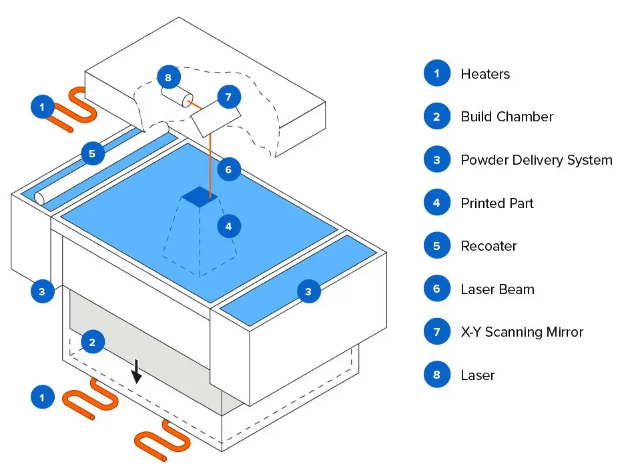 8
7
1
5
6
4
3
3
2
1
1 Heaters
2 Build Chamber
3 Powder Delivery System
4 Printed Part
5 Recoater
6 Laser Beam
7 X-Y Scanning Mirror
8 Laser